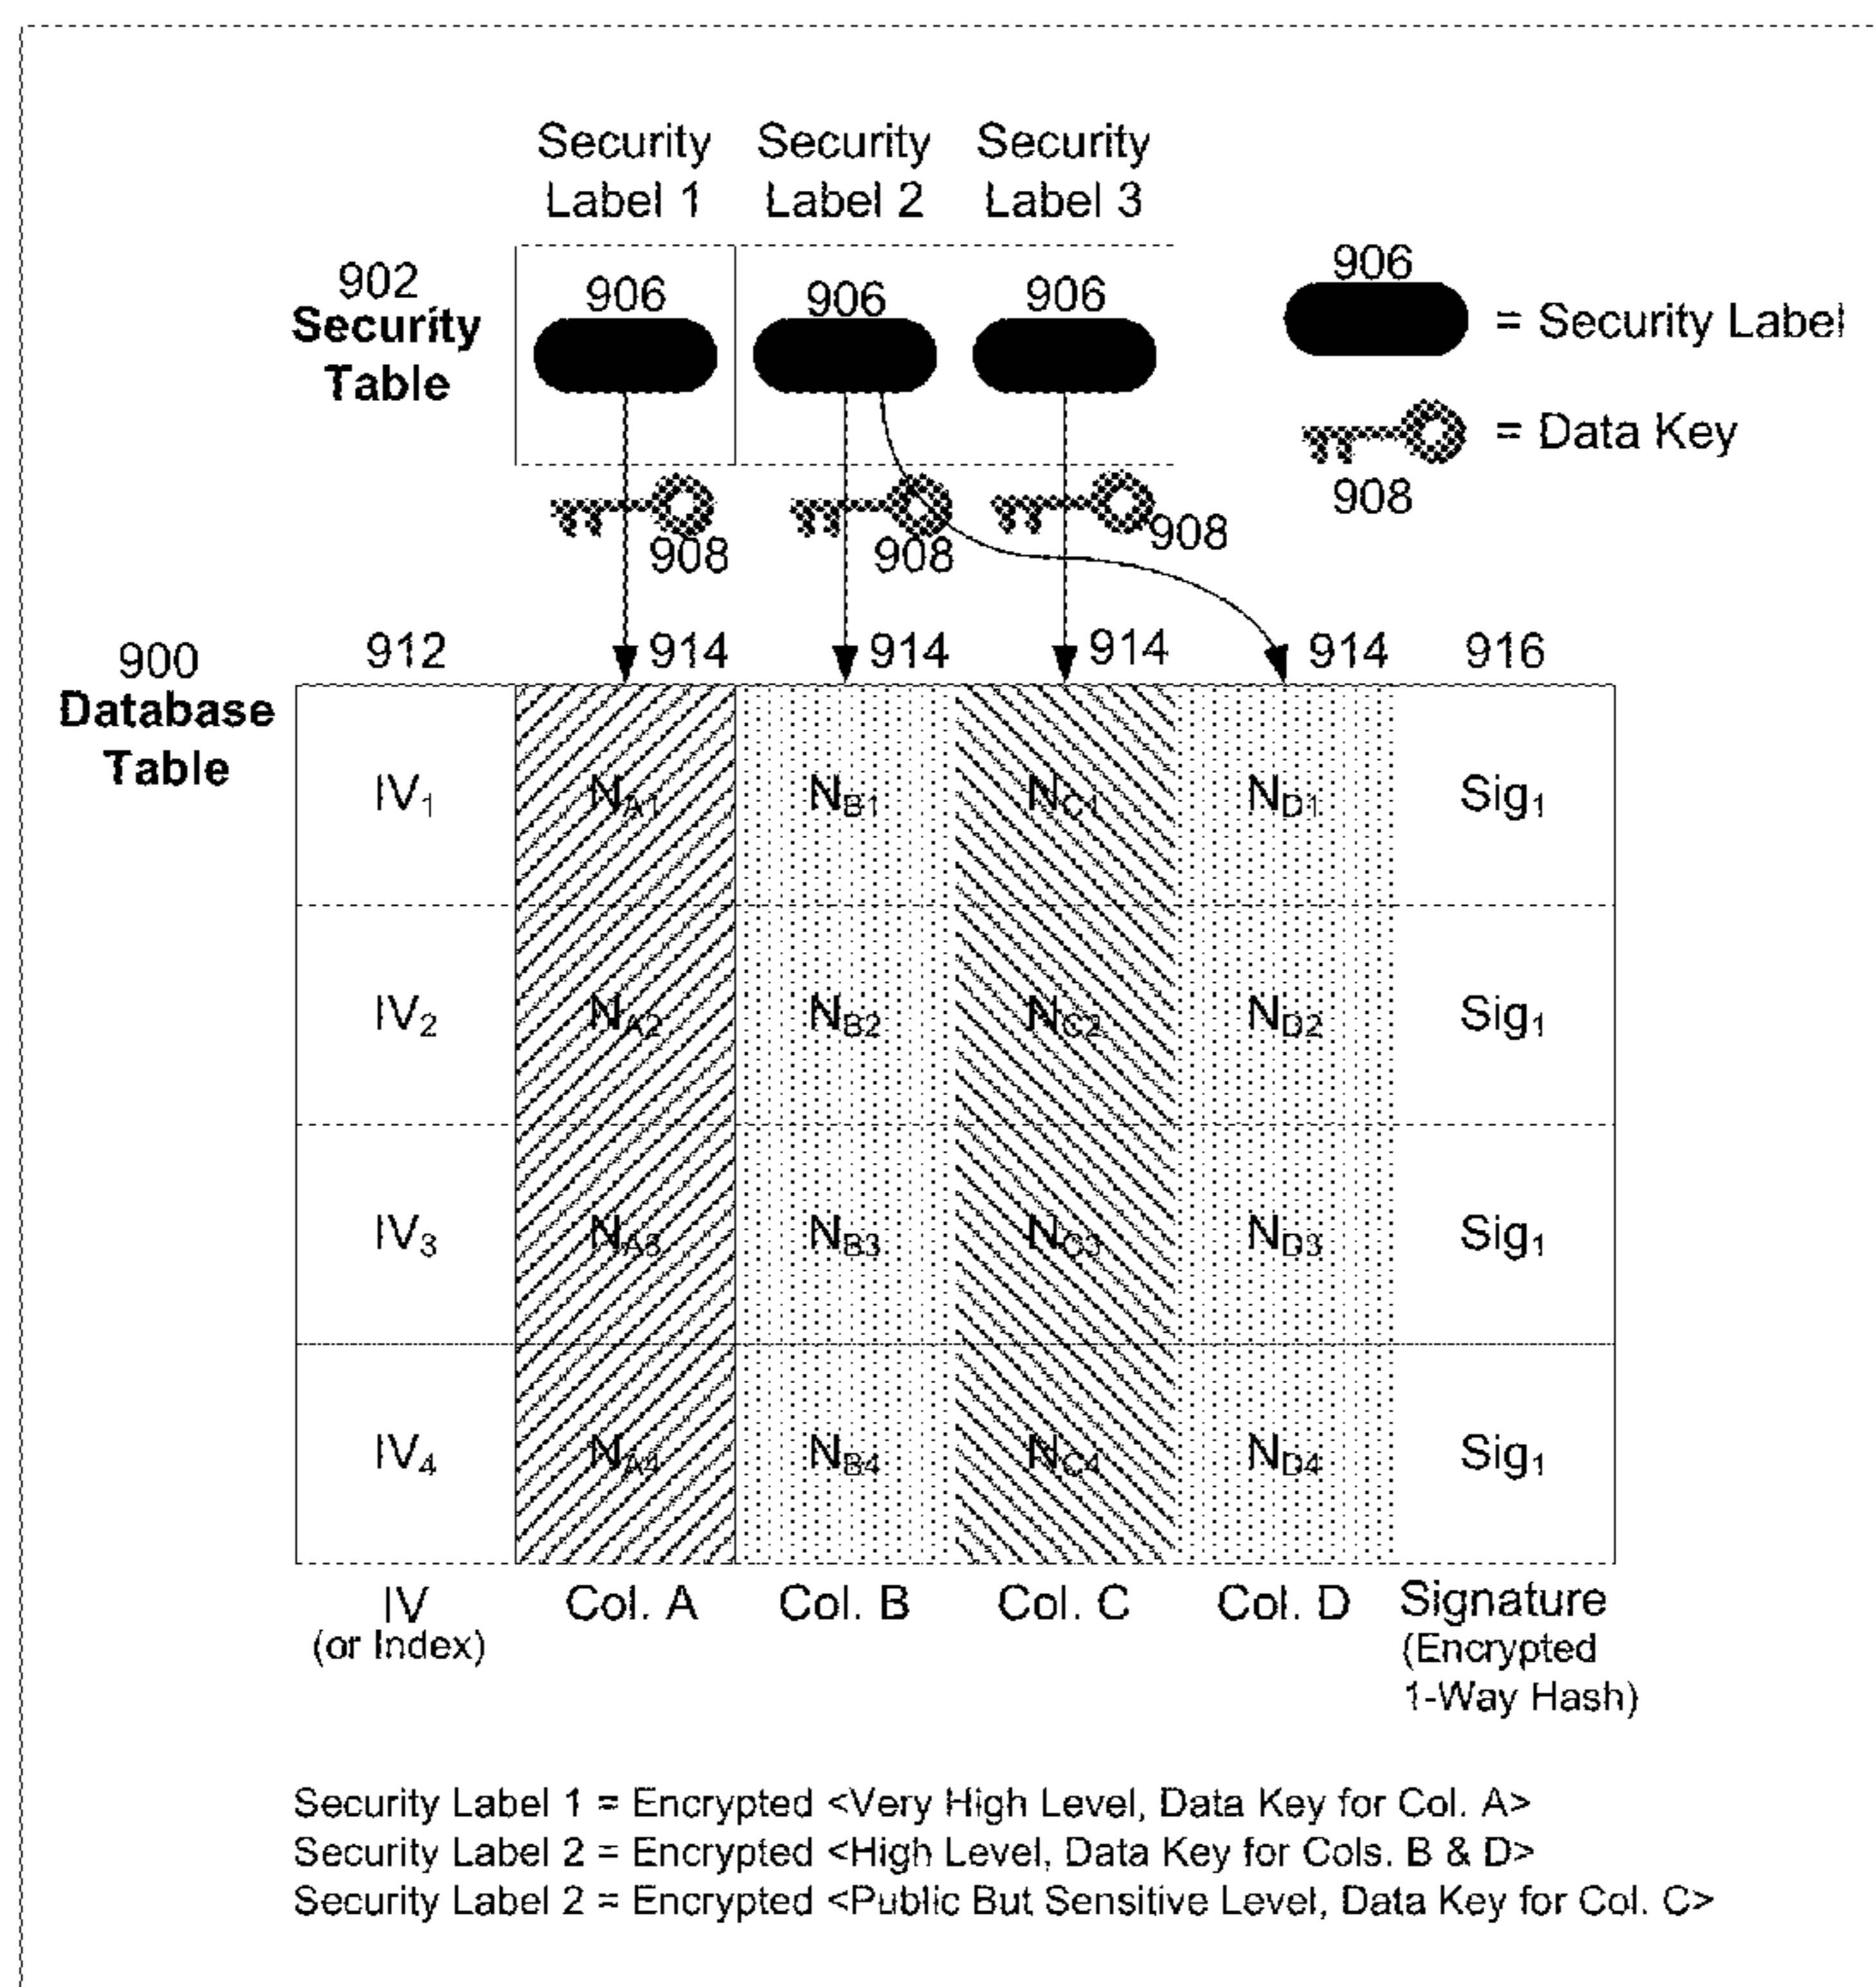 Security Security Security
Label 1 Label 2 Label 3
902
Security
Table
906 906 906
906
= Security Label
= Data Key
908
908 908 908
900
Database
Table
912 914 914 914 914 916
IV1 NA1 NB1 NC1 ND1 Sig1
IV2 NA2 NB2 NC2 ND2 Sig1
IV3 NA3 NB3 NC3 ND3 Sig1
IV4 NA4 NB4 NC4 ND4 Sig1
IV
(or Index)
Col. A Col. B Col. C Col. D
Signature
(Encrypted
1-Way Hash)
Security Label 1 = Encrypted <Very High Level, Data Key for Col. A>
Security Label 2 = Encrypted <High Level, Data Key for Cols. B & D>
Security Label 2 = Encrypted <Public But Sensitive Level, Data Key for Col. C>